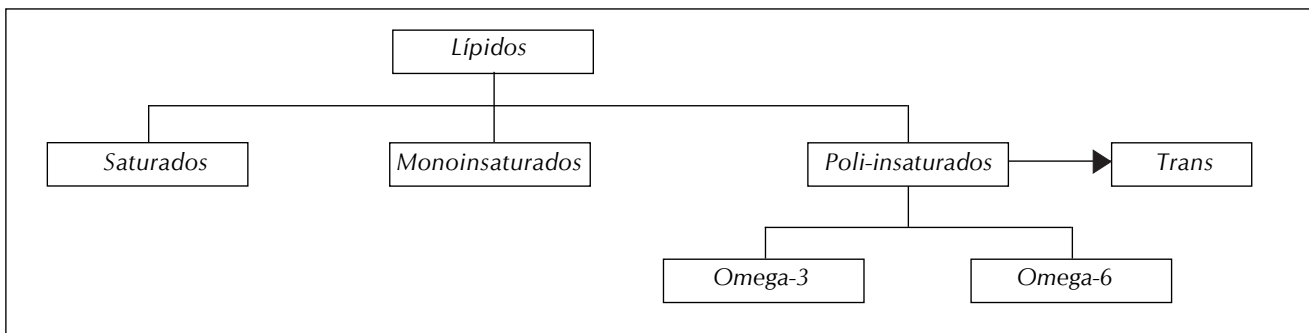 Lípidos
Saturados
Monoinsaturados
Poli-insaturados
Trans
Omega-3
Omega-6